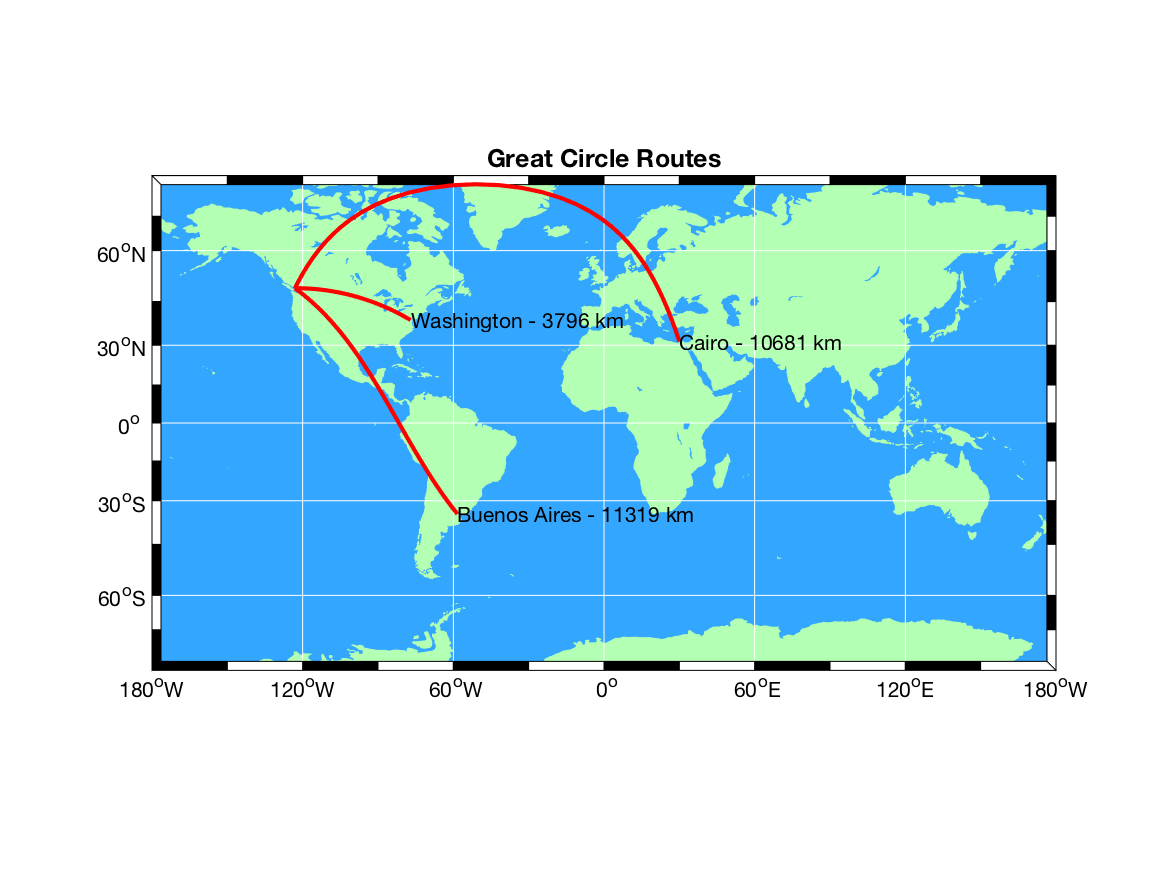 Great Circle Routes
60°N
30°N
0°
30°S
60°S
Washington - 3796 km
Cairo - 10681 km
Buenos Aires - 11319 km
180°W
120°W
60°W
0°
60°E
120°E
180°W